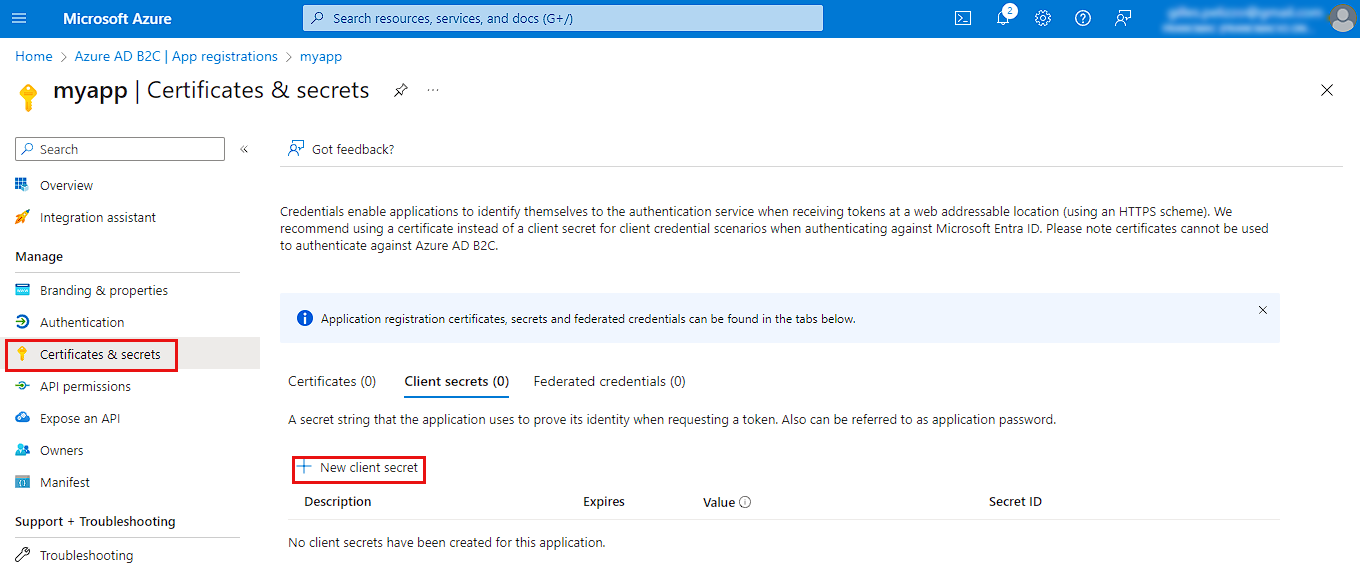 Microsoft Azure
Search resources, services, and docs (G+/)
2
Home > Azure AD B2C | App registrations > myapp
myapp | Certificates & secrets
...
Search
«
Got feedback?
Overview
Integration assistant
Manage
Branding & properties
Authentication
Certificates & secrets
API permissions
Expose an API
Owners
Manifest
Support + Troubleshooting
Troubleshooting
Credentials enable applications to identify themselves to the authentication service when receiving tokens at a web addressable location (using an HTTPS scheme). We
recommend using a certificate instead of a client secret for client credential scenarios when authenticating against Microsoft Entra ID. Please note certificates cannot be used
to authenticate against Azure AD B2C.
Application registration certificates, secrets and federated credentials can be found in the tabs below.
Certificates (0) Client secrets (0) Federated credentials (0)
A secret string that the application uses to prove its identity when requesting a token. Also can be referred to as application password.
+ New client secret
Description Expires Value Secret ID
No client secrets have been created for this application.